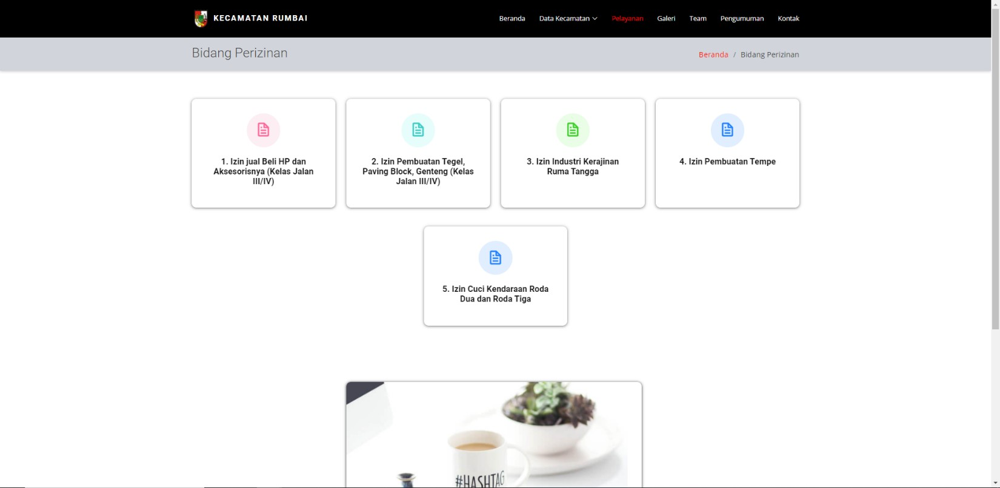 KECAMATAN RUMBAI
Beranda
Data Kecamatan
Pelayanan
Galeri
Team
Pengumuman
Kontak
Bidang Perizinan
Beranda / Bidang Perizinan
1. Izin jual Beli HP dan
Aksesorisnya (Kelas Jalan
III/IV)
2. Izin Pembuatan Tegel,
Paving Block, Genteng (Kelas
Jalan III/IV)
3. Izin Industri Kerajinan
Ruma Tangga
4. Izin Pembuatan Tempe
5. Izin Cuci Kendaraan Roda
Dua dan Roda Tiga
#HASHTAG